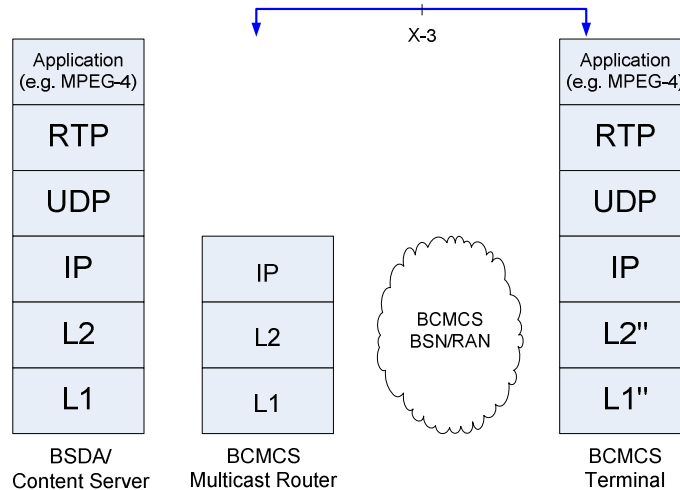 X-3
Application
(e.g. MPEG-4)
RTP
UDP
IP
L2
L1
BSDA/
Content Server
IP
L2
L1
BCMCS
Multicast Router
BCMCS
BSN/RAN
Application
(e.g. MPEG-4)
RTP
UDP
IP
L2"
L1"
BCMCS
Terminal